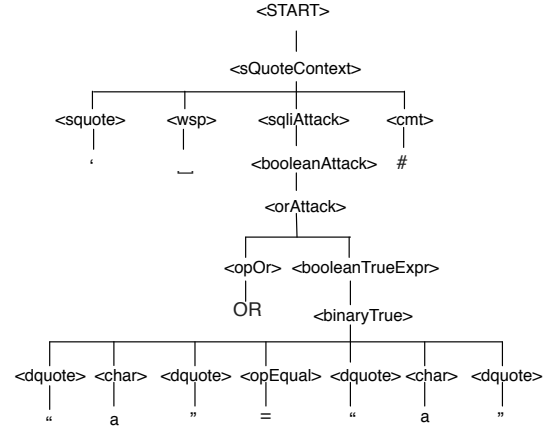 <START>
<sQuoteContext>
<squote> <wsp> <sqliAttack> <cmt>
‘ ⎵ <booleanAttack> #
<orAttack>
<opOr> <booleanTrueExpr>
OR <binaryTrue>
<dquote> <char> <dquote> <opEqual> <dquote> <char> <dquote>
“ a ” = “ a ”